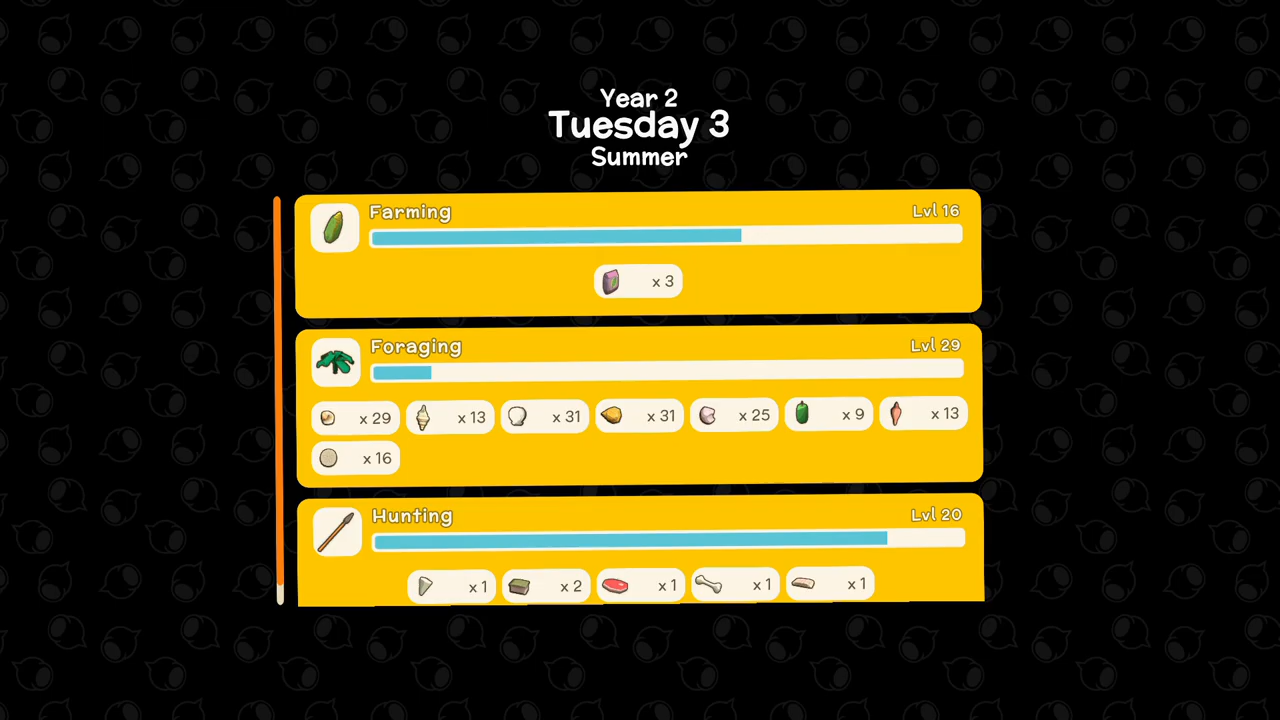 Year 2
Tuesday 3
Summer
Farming Lvl 16
x 3
Foraging Lvl 29
x 29 x 13 x 31 x 31 x 25 x 9 x 13
x 16
Hunting Lvl 20
x 1 x 2 x 1 x 1 x 1